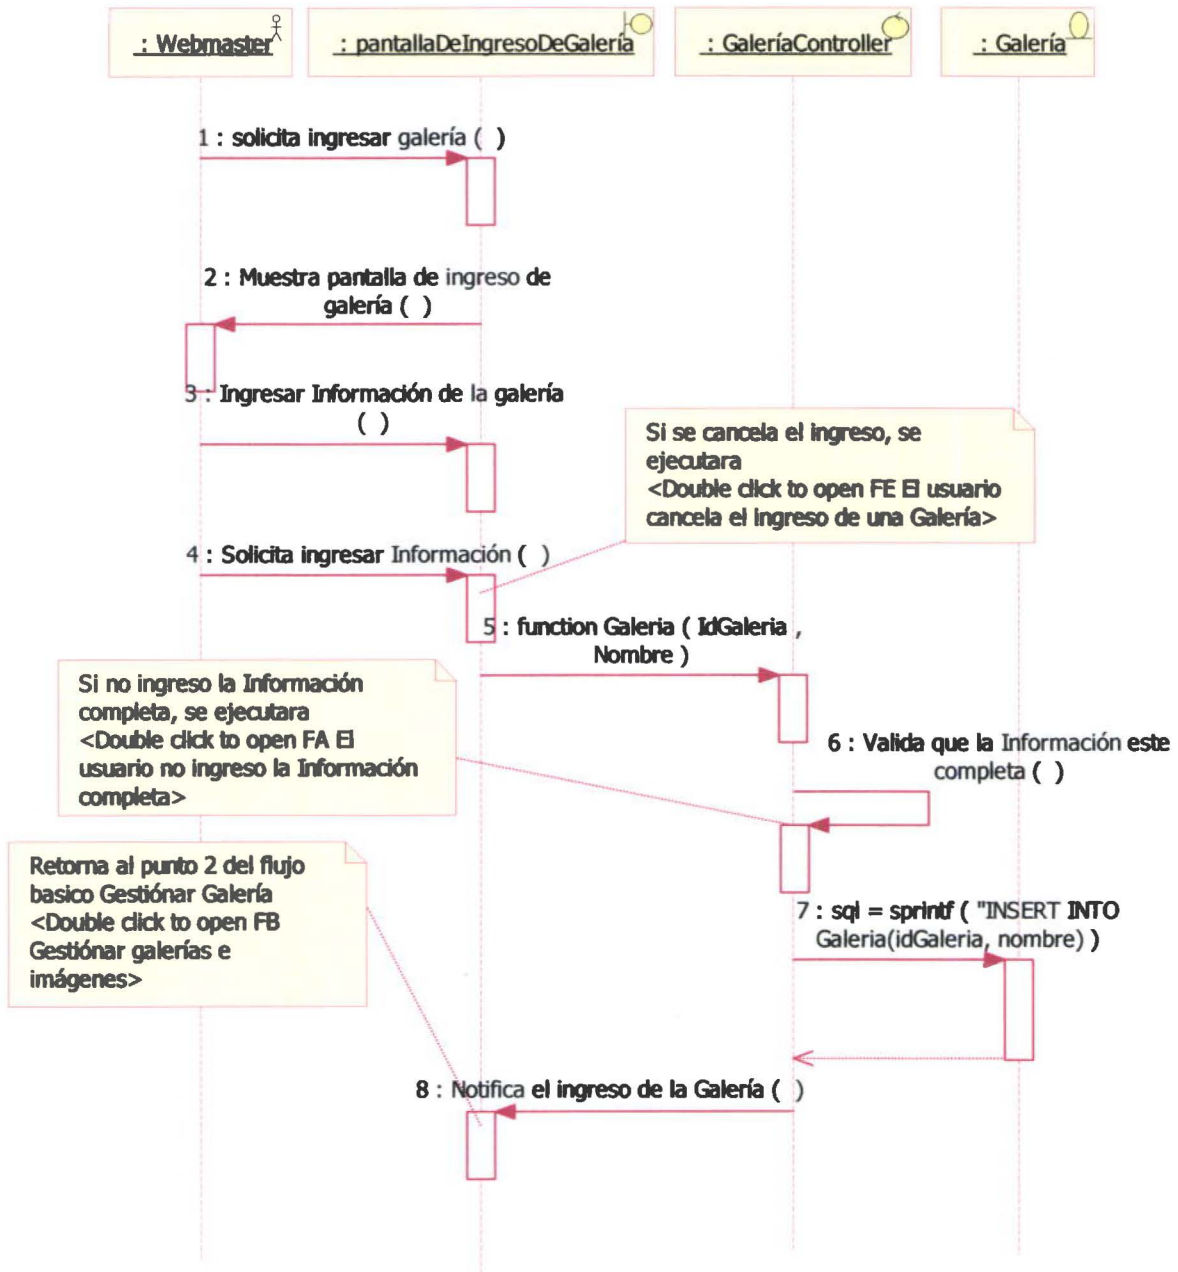 : Webmaster
: pantallaDeIngresoDeGalería
: GaleríaController
: Galería
1 : solicita ingresar galería ( )
2 : Muestra pantalla de ingreso de
galería ( )
3 : Ingresar Información de la galería
( )
Si se cancela el ingreso, se
ejecutara
<Double click to open FE El usuario
cancela el ingreso de una Galería>
4 : Solicita ingresar Información ( )
5 : function Galeria ( IdGaleria ,
Nombre )
Si no ingreso la Información
completa, se ejecutara
<Double click to open FA El
usuario no ingreso la Información
completa>
6 : Valida que la Información este
completa ( )
Retorna al punto 2 del flujo
basico Gestiónar Galería
<Double click to open FB
Gestiónar galerías e
imágenes>
7 : sql = sprintf ( "INSERT INTO
Galeria(idGaleria, nombre) )
8 : Notifica el ingreso de la Galería ( )